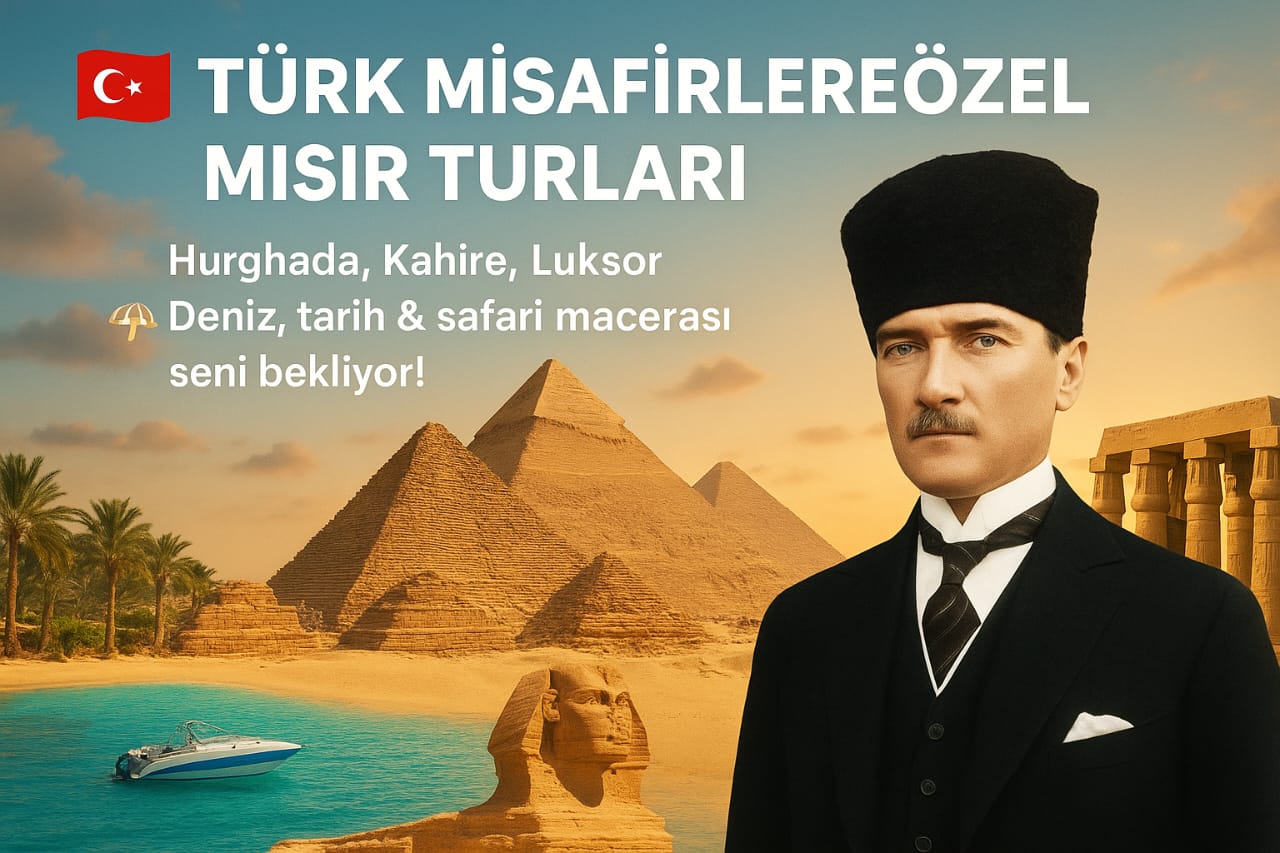 TÜRK MİSAFİRLEREÖZEL
MISIR TURLARI
Hurghada, Kahire, Luksor
Deniz, tarih & safari macerası
seni bekliyor!